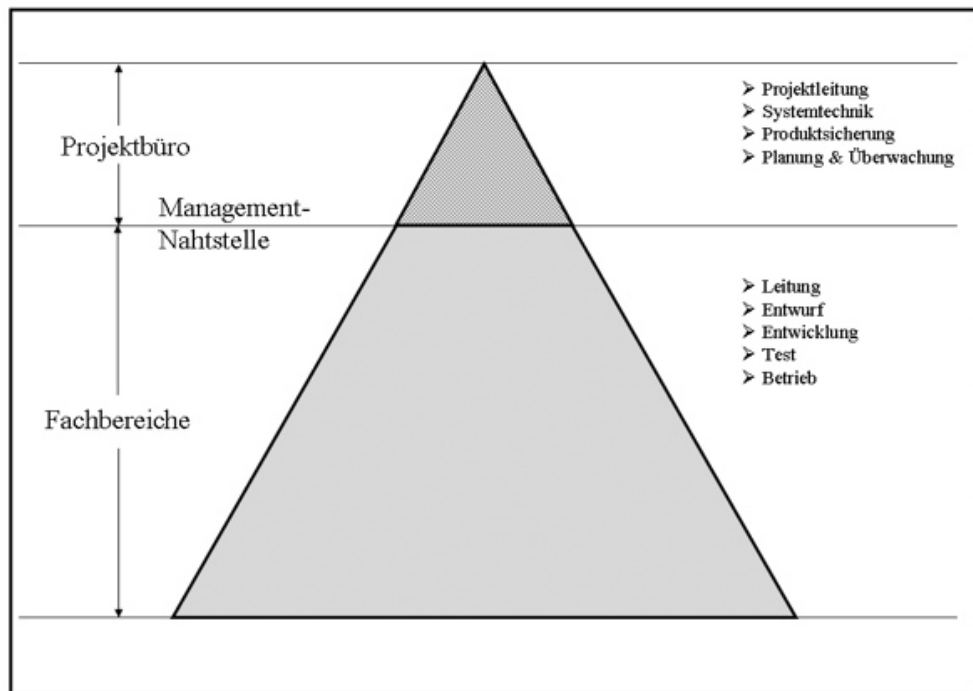 ➢ Projektleitung
➢ Systemtechnik
➢ Produktsicherung
➢ Planung & Überwachung
Projektbüro
Management-
Nahtstelle
➢ Leitung
➢ Entwurf
➢ Entwicklung
➢ Test
➢ Betrieb
Fachbereiche